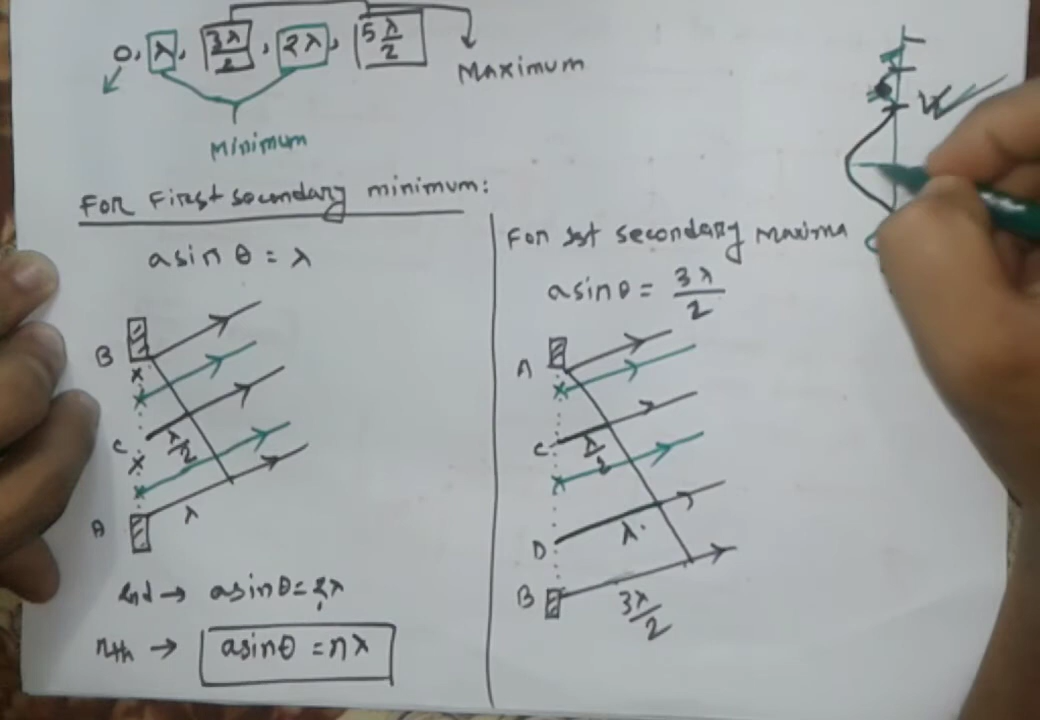 0, λ, 3λ/2, 2λ, 5λ/2
Maximum
Minimum
For First secondary minimum:
a sin θ = λ
B
C
λ/2
A
λ
2nd → a sin θ = 2λ
nth → a sin θ = nλ
For 1st secondary maxima
a sin θ = 3λ/2
A
C
λ/2
D
λ
B
3λ/2